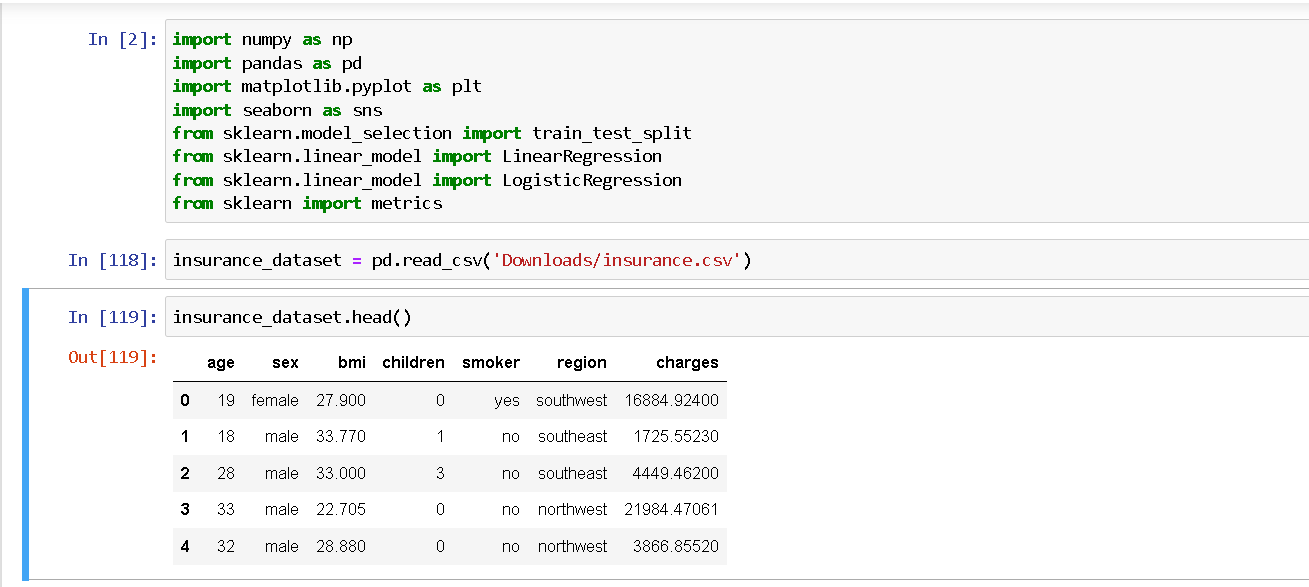 In [2]: import numpy as np
import pandas as pd
import matplotlib.pyplot as plt
import seaborn as sns
from sklearn.model_selection import train_test_split
from sklearn.linear_model import LinearRegression
from sklearn.linear_model import LogisticRegression
from sklearn import metrics
In [118]: insurance_dataset = pd.read_csv('Downloads/insurance.csv')
In [119]: insurance_dataset.head()
Out[119]:
age sex bmi children smoker region charges
0 19 female 27.900 0 yes southwest 16884.92400
1 18 male 33.770 1 no southeast 1725.55230
2 28 male 33.000 3 no southeast 4449.46200
3 33 male 22.705 0 no northwest 21984.47061
4 32 male 28.880 0 no northwest 3866.85520